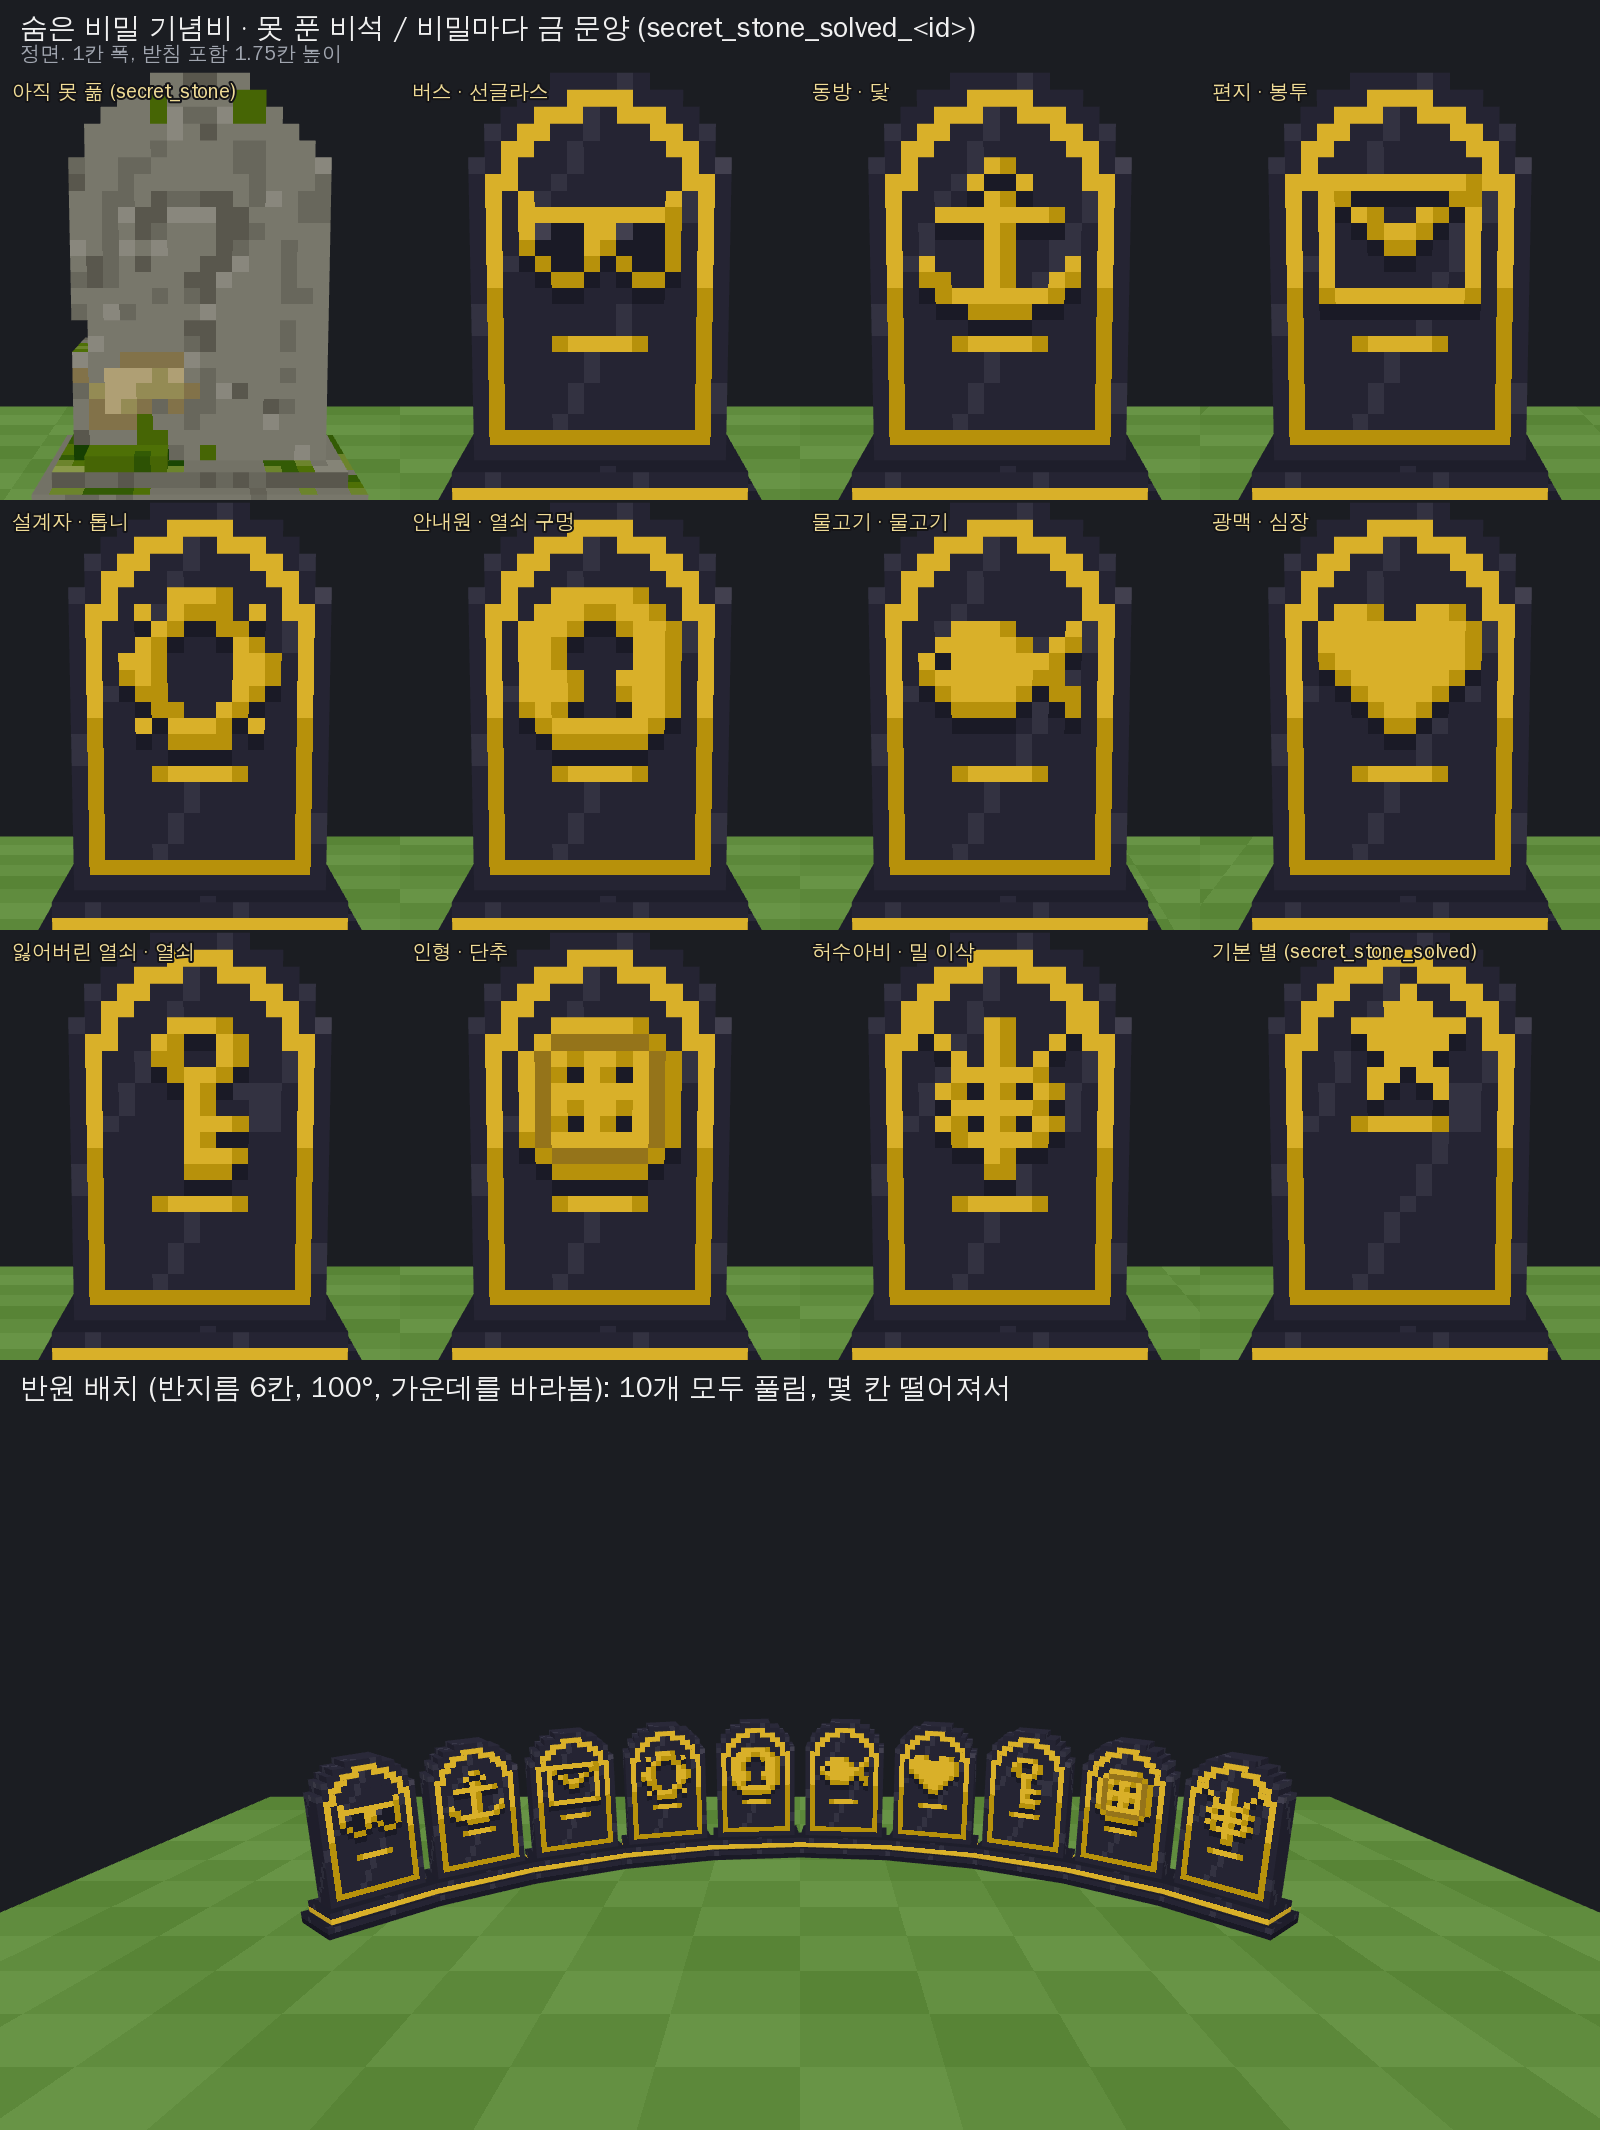 숨은 비밀 기념비 · 못 푼 비석 / 비밀마다 금 문양 (secret_stone_solved_<id>)
정면. 1칸 폭, 받침 포함 1.75칸 높이
아직 못 풂 (secret_stone)
버스 · 선글라스
동방 · 닻
편지 · 봉투
설계자 · 톱니
안내원 · 열쇠 구멍
물고기 · 물고기
광맥 · 심장
잃어버린 열쇠 · 열쇠
인형 · 단추
허수아비 · 밀 이삭
기본 별 (secret_stone_solved)
반원 배치 (반지름 6칸, 100°, 가운데를 바라봄): 10개 모두 풀림, 몇 칸 떨어져서